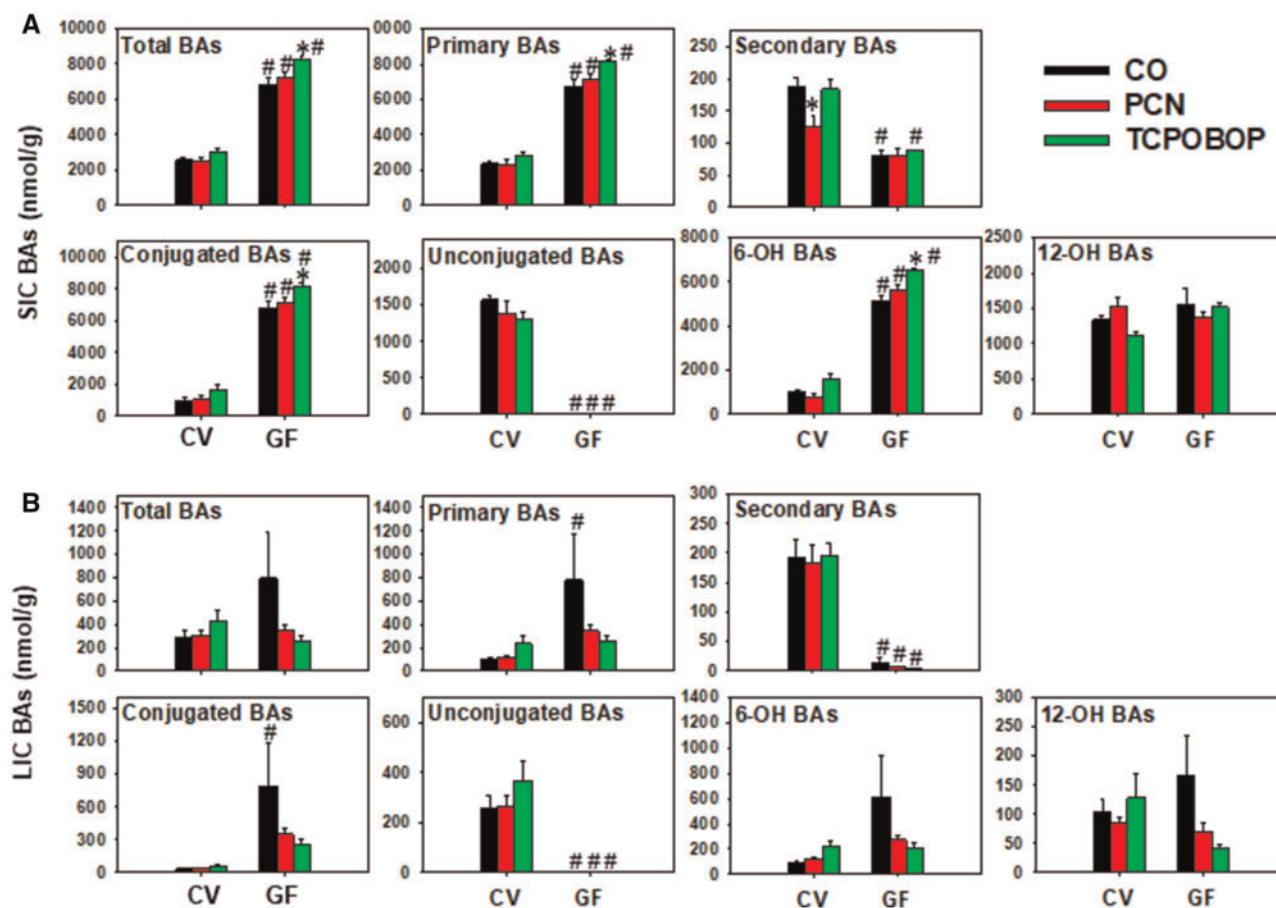 A
SIC BAs (nmol/g)
Total BAs
10000
8000
6000
4000
2000
0
# # *#
Primary BAs
0000
8000
6000
4000
2000
0
# # *#
Secondary BAs
250
200
150
100
50
0
*
# #
CO
PCN
TCPOBOP
Conjugated BAs
10000
8000
6000
4000
2000
0
#
# # *
CV GF
Unconjugated BAs
1500
1000
500
0
###
CV GF
6-OH BAs
8000
6000
4000
2000
0
# # * #
CV GF
12-OH BAs
2500
2000
1500
1000
500
0
CV GF
B
LIC BAs (nmol/g)
Total BAs
1400
1200
1000
800
600
400
200
0
Primary BAs
1400
1200
1000
800
600
400
200
0
#
Secondary BAs
300
250
200
150
100
50
0
# # #
Conjugated BAs
1500
1200
900
600
300
0
#
CV GF
Unconjugated BAs
600
400
200
0
###
CV GF
6-OH BAs
1400
1200
1000
800
600
400
200
0
CV GF
12-OH BAs
300
250
200
150
100
50
0
CV GF